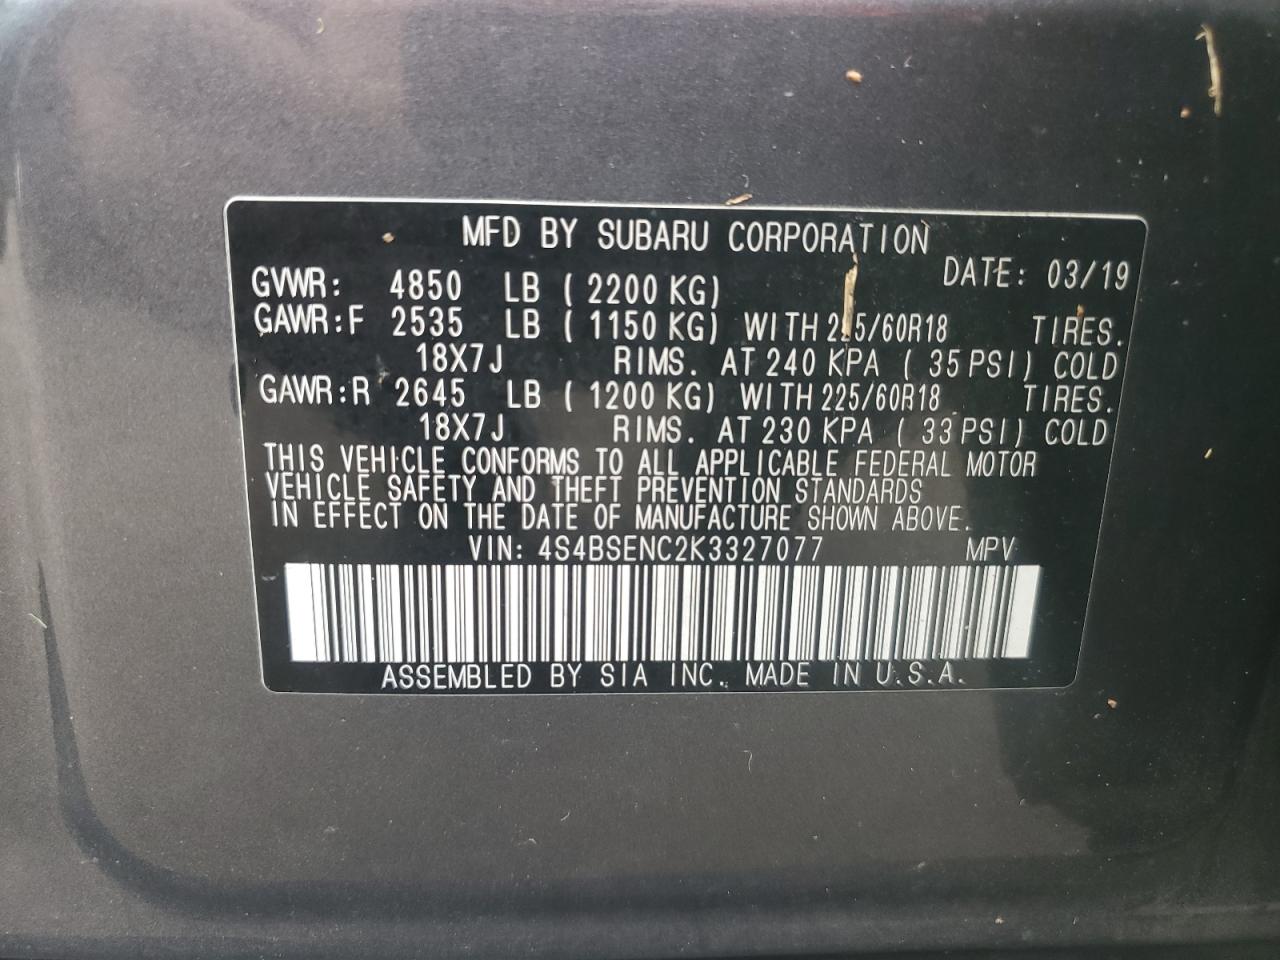 MFD BY SUBARU CORPORATION
DATE: 03/19
GVWR: 4850 LB ( 2200 KG)
GAWR:F 2535 LB ( 1150 KG) WITH 225/60R18 TIRES.
18X7J RIMS. AT 240 KPA ( 35 PSI) COLD
GAWR:R 2645 LB ( 1200 KG) WITH 225/60R18 TIRES.
18X7J RIMS. AT 230 KPA ( 33 PSI) COLD
THIS VEHICLE CONFORMS TO ALL APPLICABLE FEDERAL MOTOR
VEHICLE SAFETY AND THEFT PREVENTION STANDARDS
IN EFFECT ON THE DATE OF MANUFACTURE SHOWN ABOVE.
VIN: 4S4BSENC2K3327077 MPV
ASSEMBLED BY SIA INC. MADE IN U.S.A.